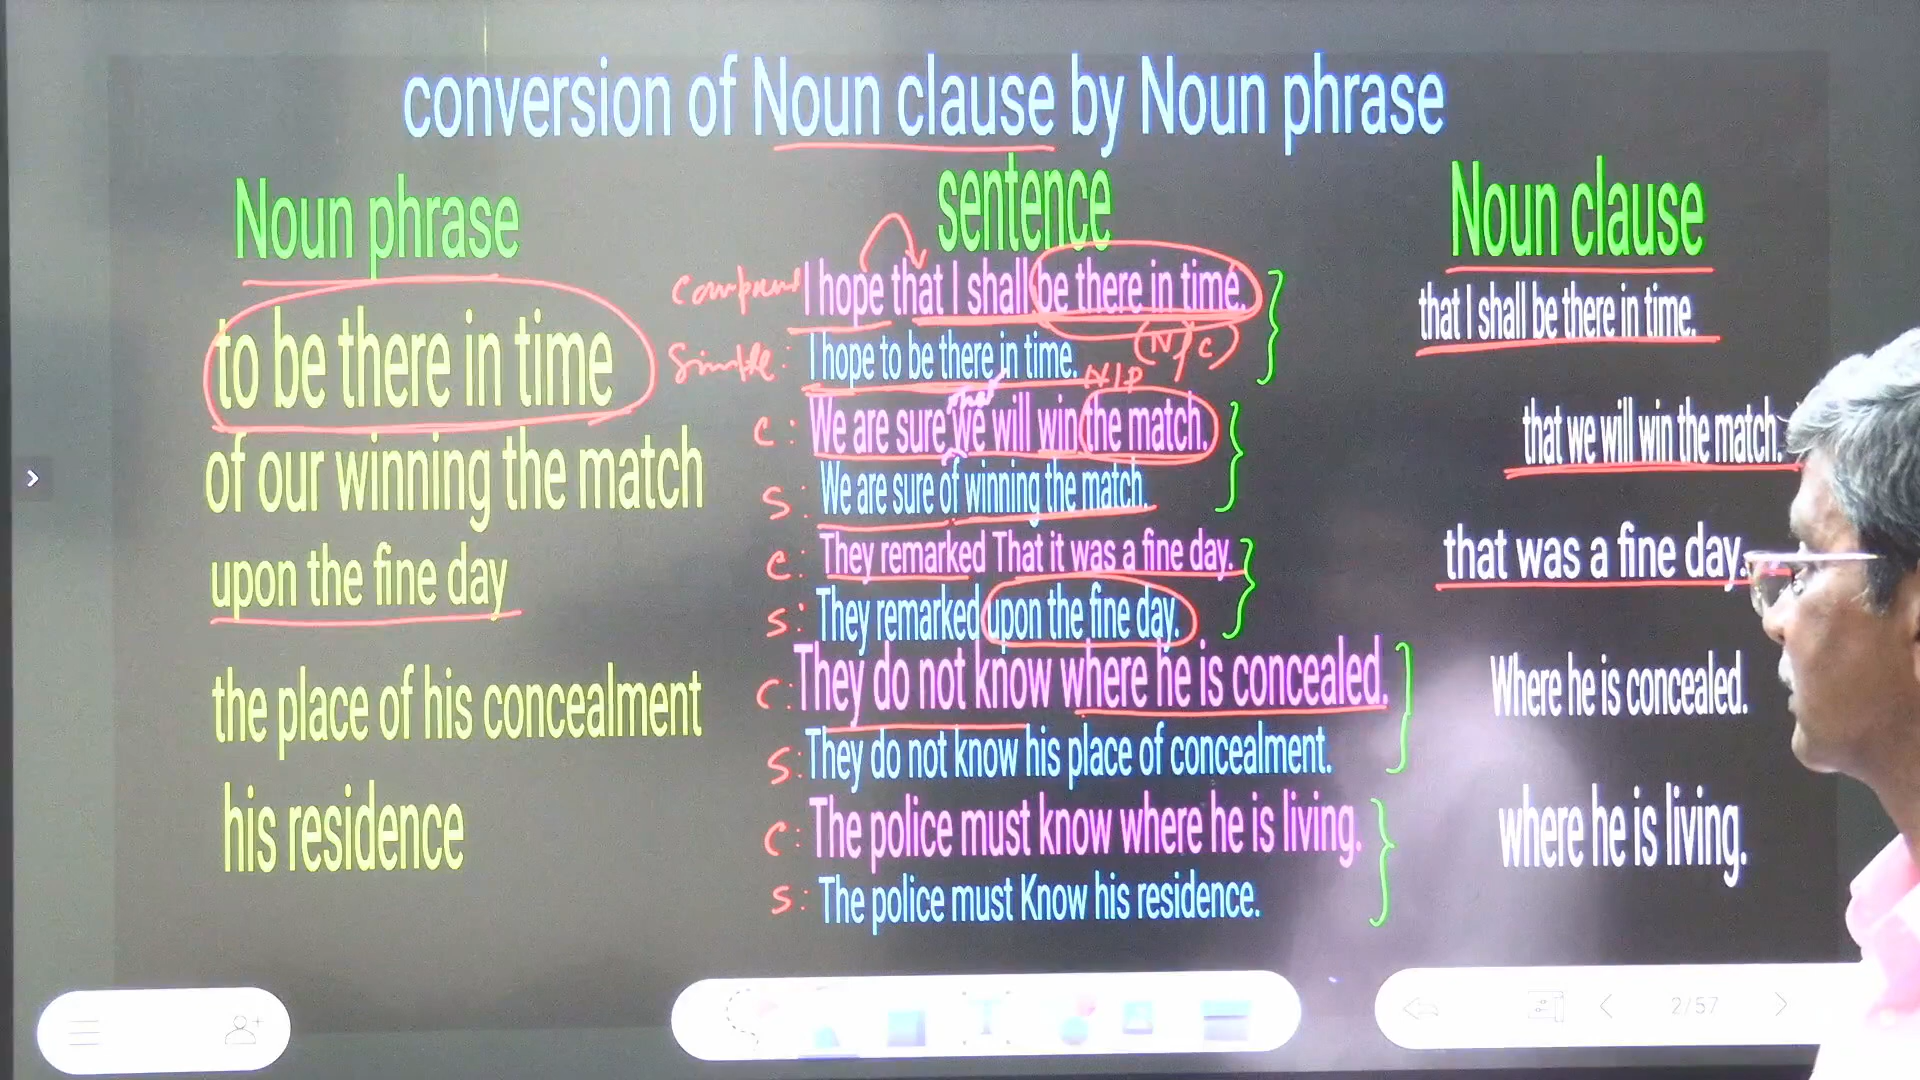 conversion of Noun clause by Noun phrase
Noun phrase
to be there in time
of our winning the match
upon the fine day
the place of his concealment
his residence
sentence
I hope that I shall be there in time.
(N/C)
Simple: I hope to be there in time.
N/P
that
C: We are sure we will win the match.
S: We are sure of winning the match.
C: They remarked That it was a fine day.
S: They remarked upon the fine day.
C: They do not know where he is concealed.
S: They do not know his place of concealment.
C: The police must know where he is living.
S: The police must Know his residence.
Noun clause
that I shall be there in time.
that we will win the match.
that was a fine day.
Where he is concealed.
where he is living.
2/57